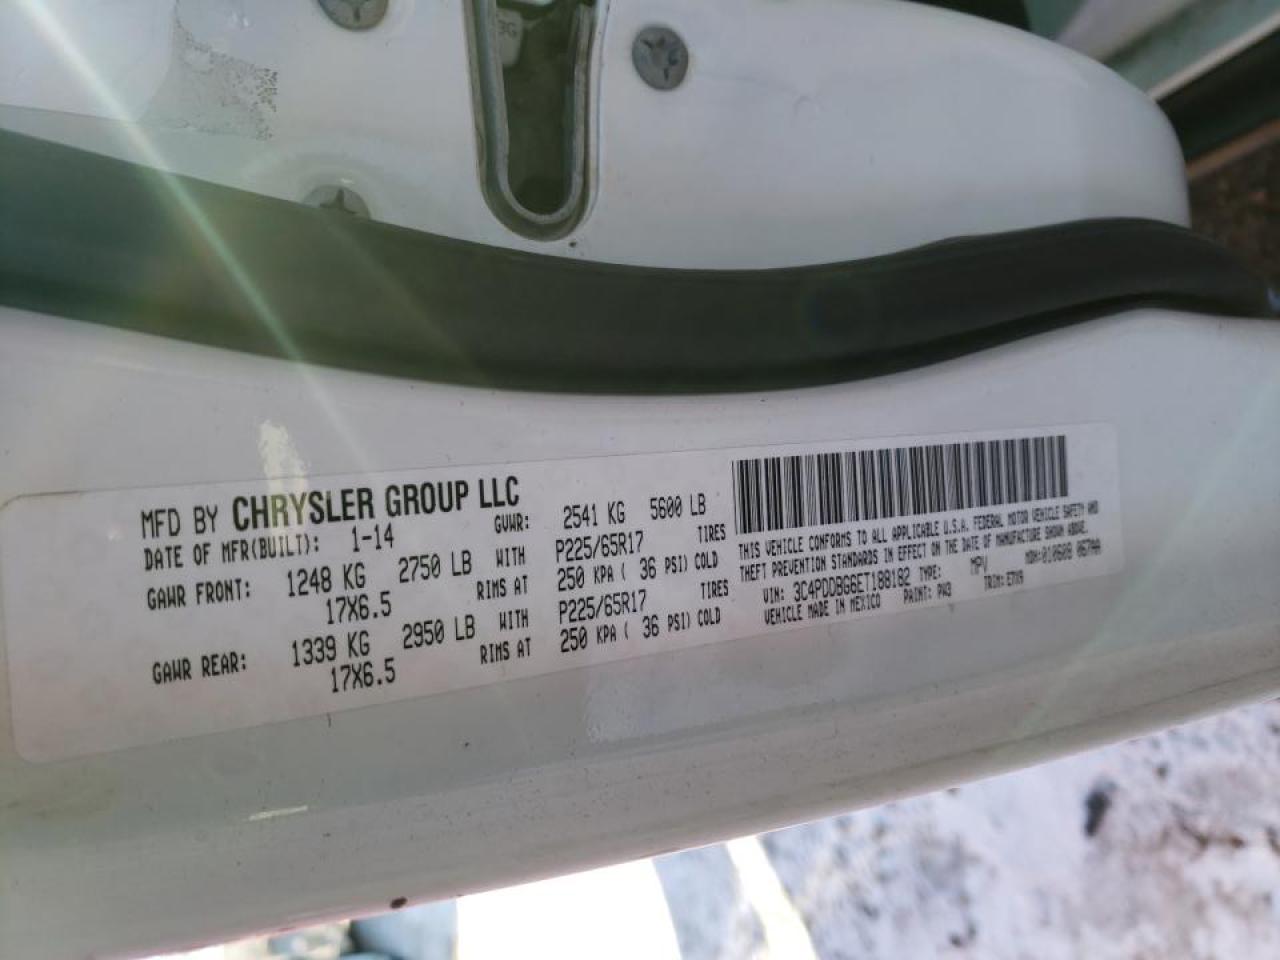 MFD BY CHRYSLER GROUP LLC
DATE OF MFR(BUILT): 1-14 GVWR: 2541 KG 5600 LB
GAWR FRONT: 1248 KG 2750 LB WITH P225/65R17 TIRES
17X6.5 RIMS AT 250 KPA ( 36 PSI) COLD
GAWR REAR: 1339 KG 2950 LB WITH P225/65R17 TIRES
17X6.5 RIMS AT 250 KPA ( 36 PSI) COLD
THIS VEHICLE CONFORMS TO ALL APPLICABLE U.S.A. FEDERAL MOTOR VEHICLE SAFETY AND
THEFT PREVENTION STANDARDS IN EFFECT ON THE DATE OF MANUFACTURE SHOWN ABOVE.
VIN: 3C4PDDBG6ET188182 TYPE: MPV MDH:010608 067AA
VEHICLE MADE IN MEXICO PAINT: PW3 TRIM: